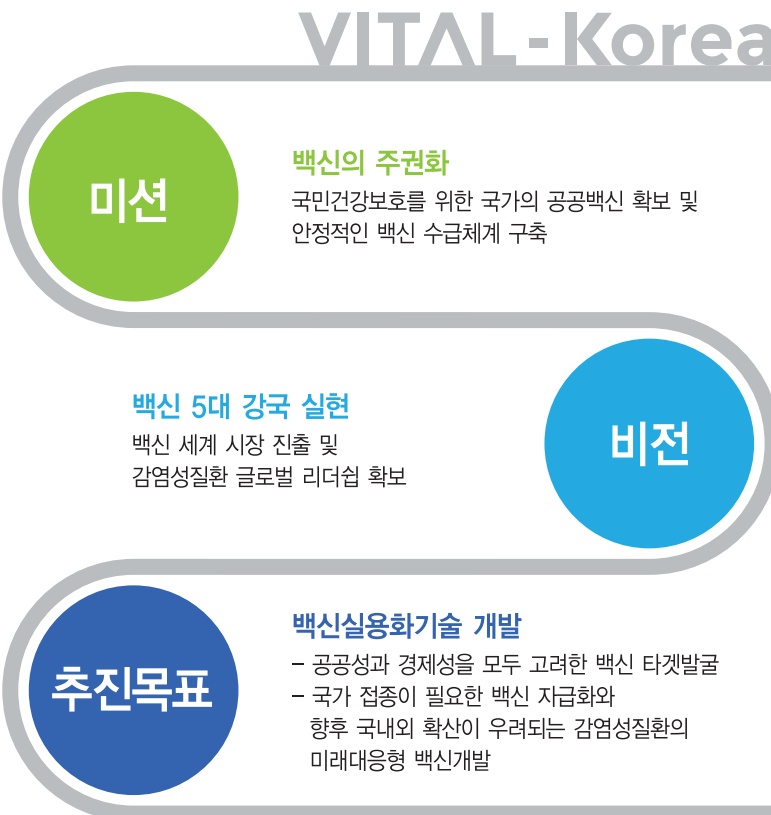 VITAL-Korea
미션
백신의 주권화
국민건강보호를 위한 국가의 공공백신 확보 및
안정적인 백신 수급체계 구축
백신 5대 강국 실현
백신 세계 시장 진출 및
감염성질환 글로벌 리더쉽 확보
비전
추진목표
백신실용화기술 개발
- 공공성과 경제성을 모두 고려한 백신 타겟발굴
- 국가 접종이 필요한 백신 자급화와
향후 국내외 확산이 우려되는 감염성질환의
미래대응형 백신개발